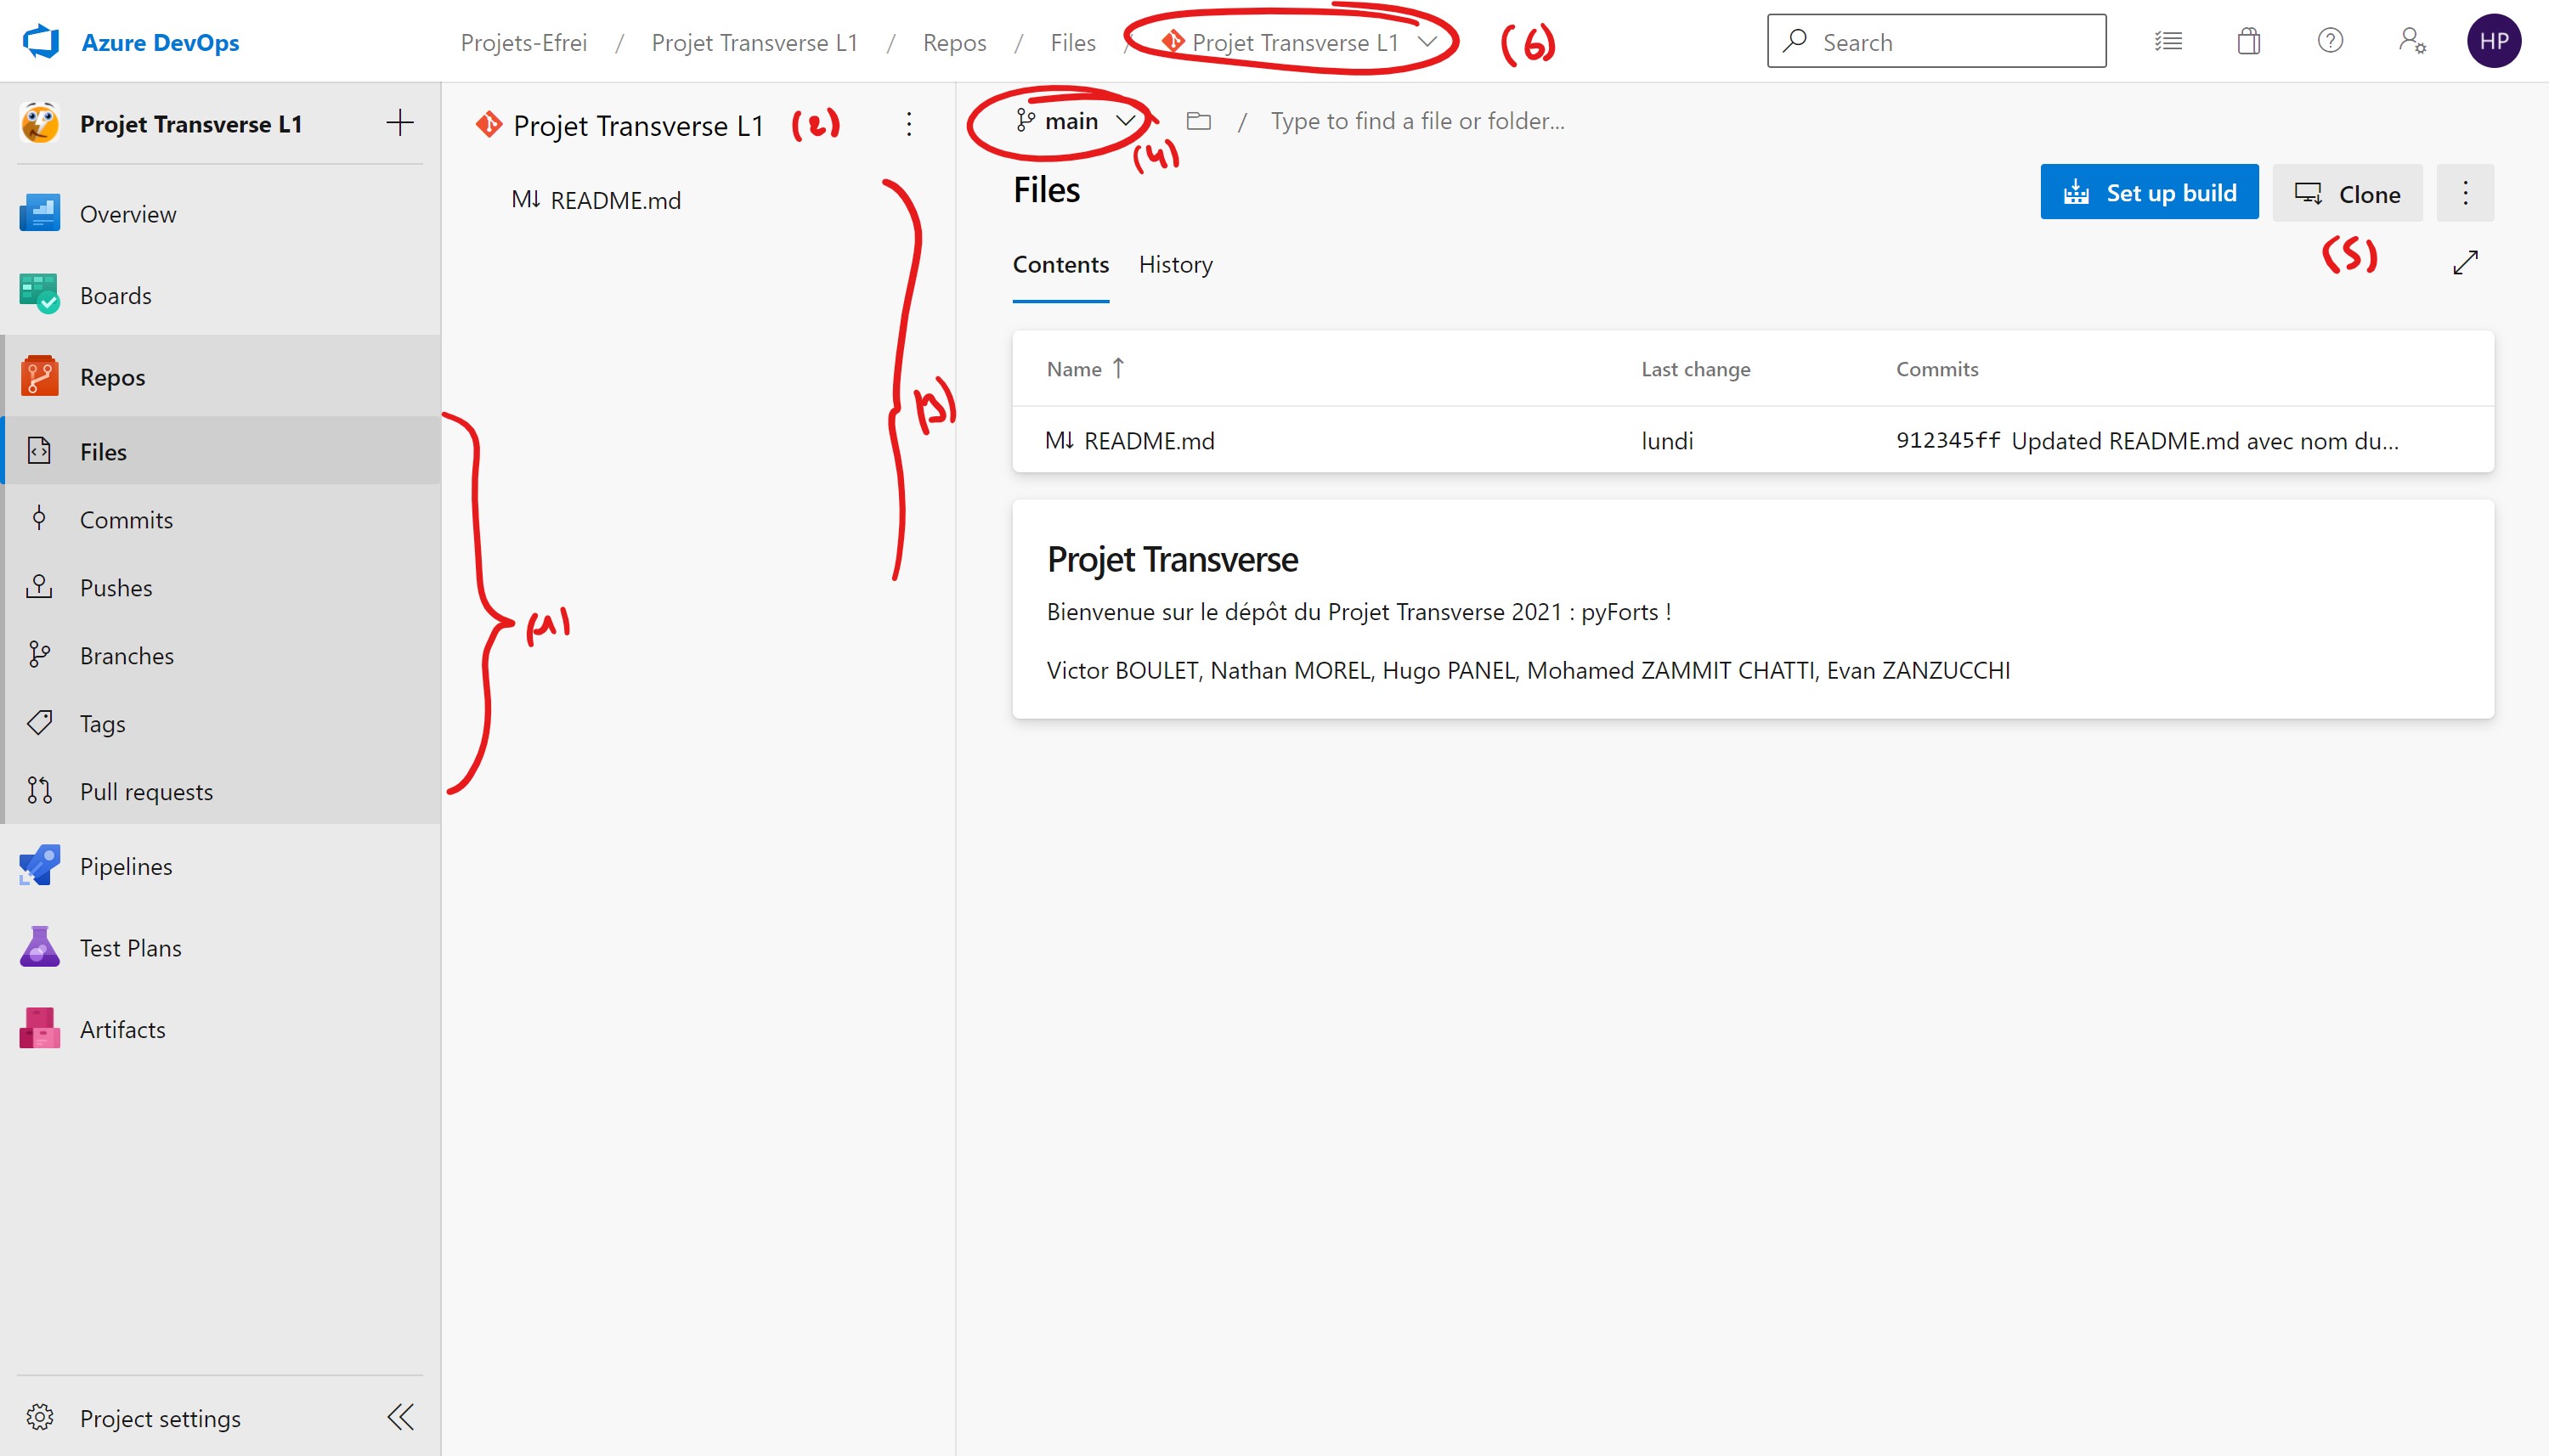 Azure DevOps
Projets-Efrei / Projet Transverse L1 / Repos / Files / Projet Transverse L1 (6)
Search
HP
Projet Transverse L1
Overview
Boards
Repos
Files
Commits
Pushes
Branches
Tags
Pull requests
Pipelines
Test Plans
Artifacts
Project settings
(1)
Projet Transverse L1 (2)
M↓ README.md
(3)
main
(4)
/ Type to find a file or folder...
Files
Set up build
Clone
(5)
Contents History
Name ↑ Last change Commits
M↓ README.md lundi 912345ff Updated README.md avec nom du...
Projet Transverse
Bienvenue sur le dépôt du Projet Transverse 2021 : pyForts !
Victor BOULET, Nathan MOREL, Hugo PANEL, Mohamed ZAMMIT CHATTI, Evan ZANZUCCHI